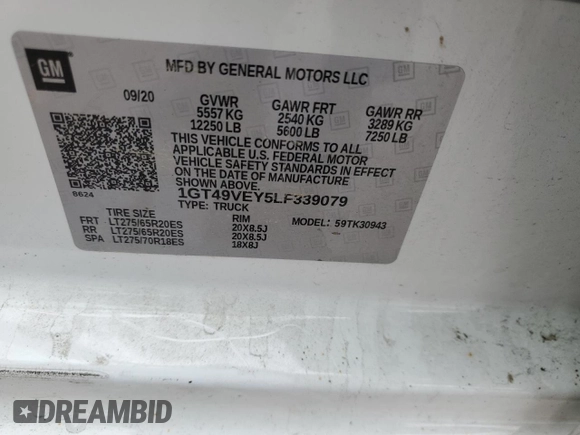 GM
MFD BY GENERAL MOTORS LLC
09/20 GVWR GAWR FRT GAWR RR
5557 KG 2540 KG 3289 KG
12250 LB 5600 LB 7250 LB
THIS VEHICLE CONFORMS TO ALL
APPLICABLE U.S. FEDERAL MOTOR
VEHICLE SAFETY STANDARDS IN EFFECT
ON THE DATE OF MANUFACTURE SHOWN ABOVE.
8624
1GT49VEY5LF339079
TYPE: TRUCK
TIRE SIZE RIM MODEL: 59TK30943
FRT LT275/65R20ES 20X8.5J
RR LT275/65R20ES 20X8.5J
SPA LT275/70R18ES 18X8J
DREAMBID